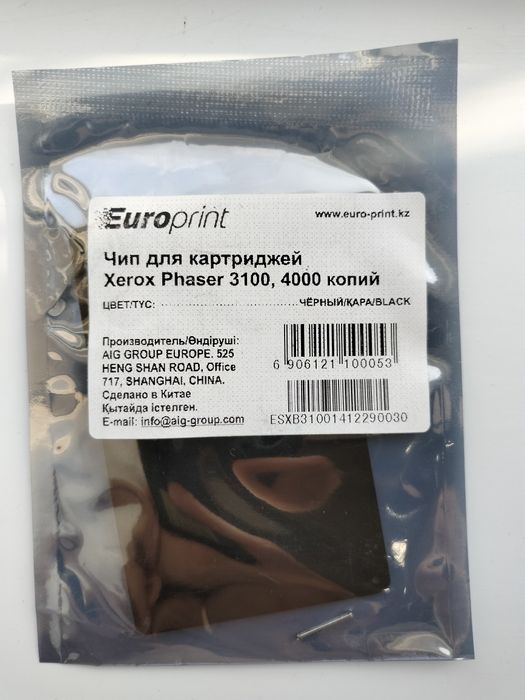 Europrint
www.euro-print.kz
Чип для картриджей
Xerox Phaser 3100, 4000 копий
ЦВЕТ/ТҮС: ЧЁРНЫЙ/ҚАРА/BLACK
Производитель/Өндіруші:
AIG GROUP EUROPE. 525
HENG SHAN ROAD, Office
717, SHANGHAI, CHINA.
Сделано в Китае
Қытайда істелген.
E-mail: info@aig-group.com
6 906121 100053
ESXB31001412290030